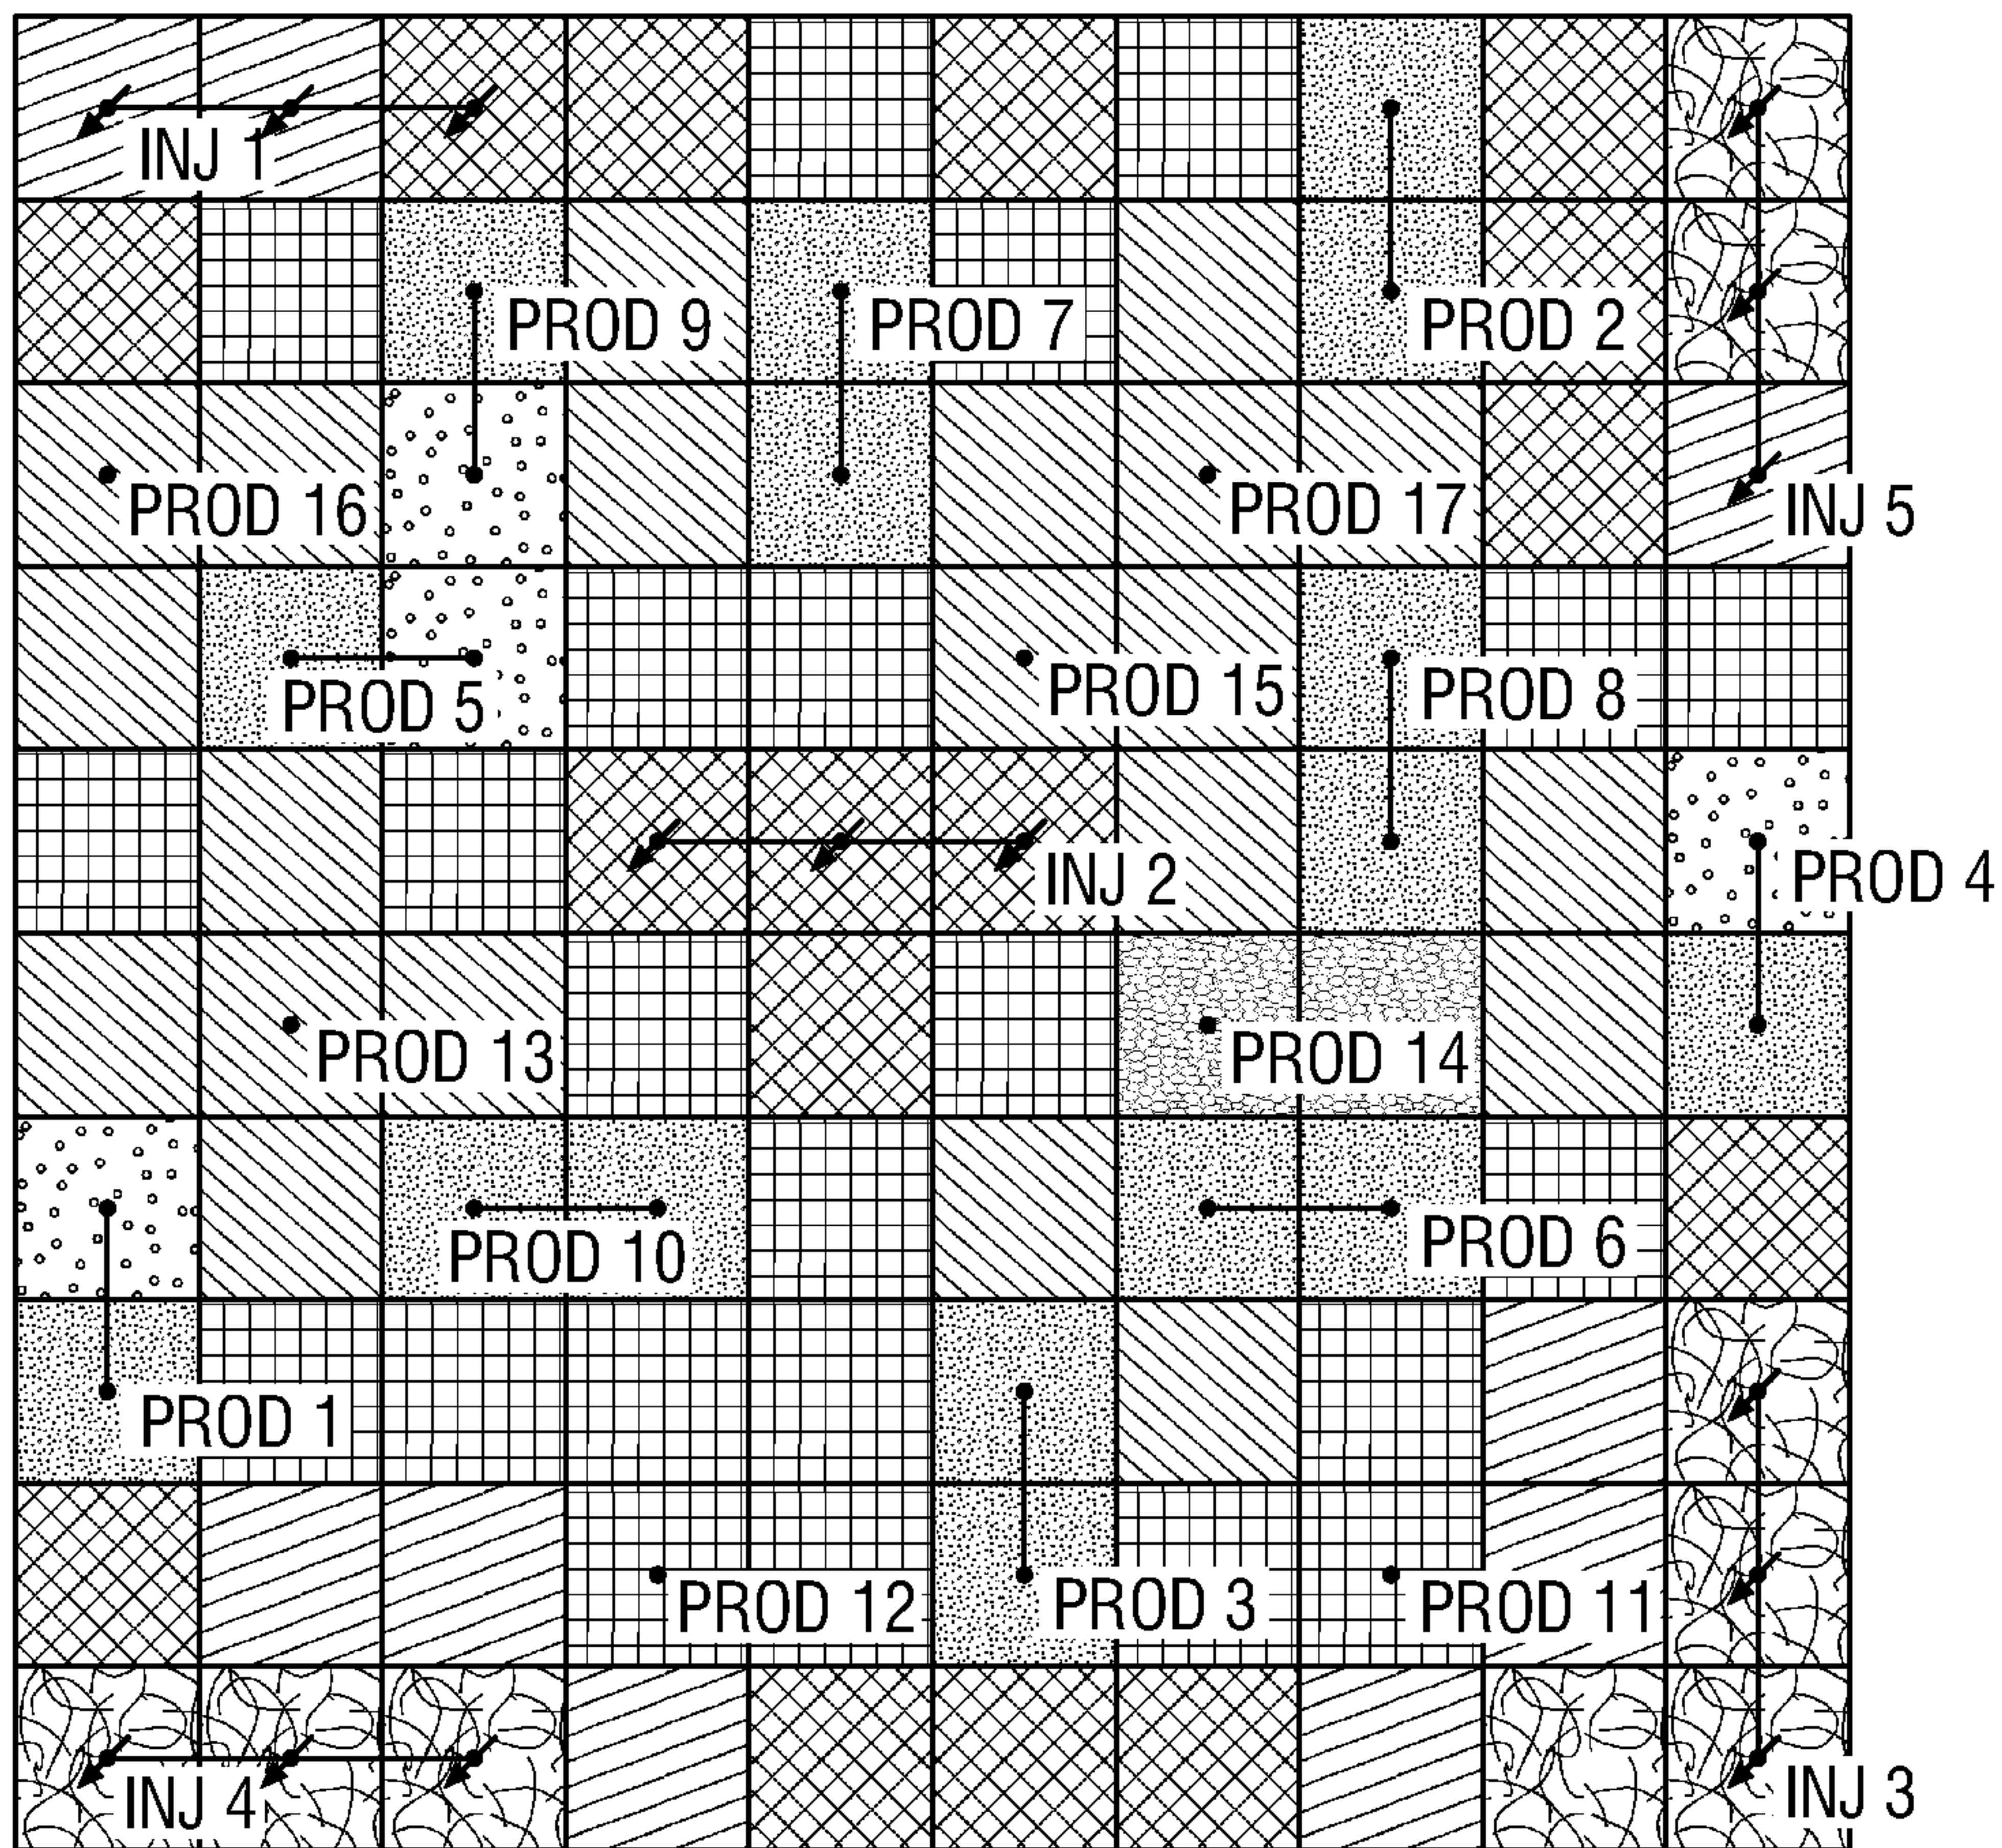 INJ 1
PROD 9
PROD 7
PROD 2
PROD 16
PROD 17
INJ 5
PROD 5
PROD 15
PROD 8
INJ 2
PROD 4
PROD 13
PROD 14
PROD 10
PROD 6
PROD 1
PROD 12
PROD 3
PROD 11
INJ 4
INJ 3